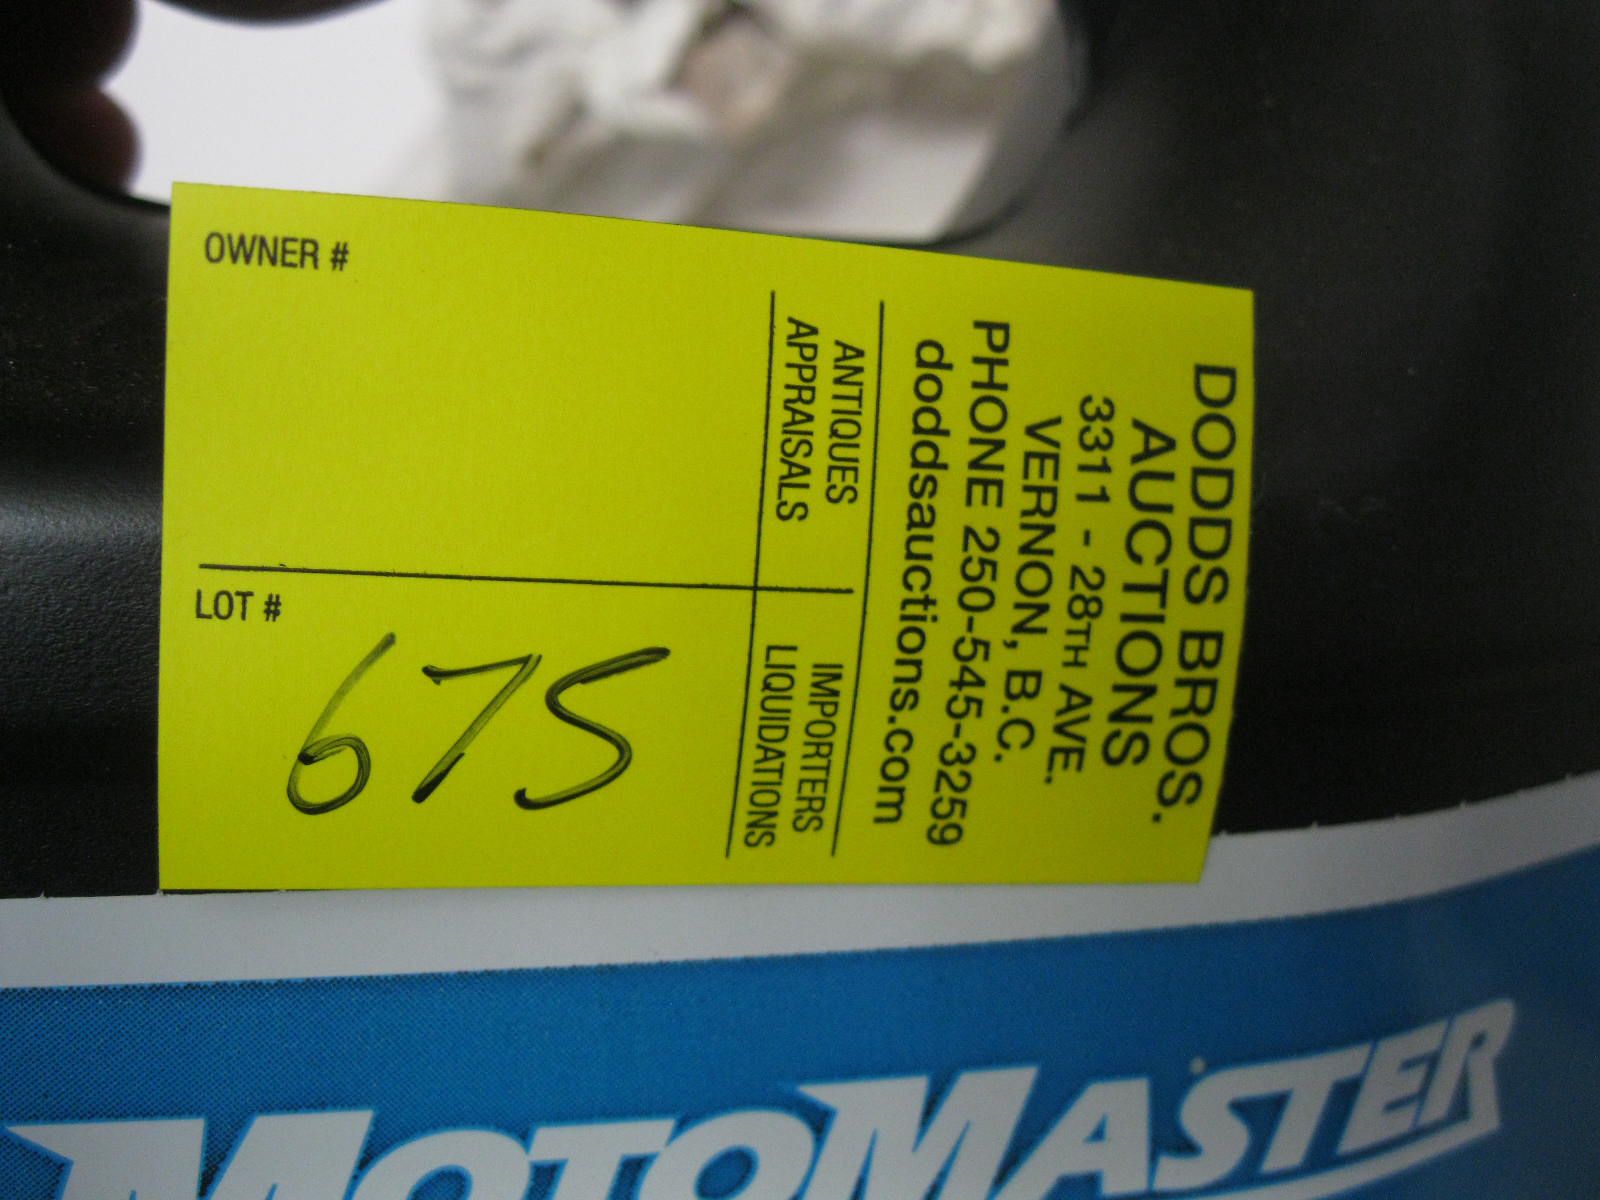 DODDS BROS.
AUCTIONS
3311 - 28TH AVE.
VERNON, B.C.
PHONE 250-545-3259
doddsauctions.com
ANTIQUES
APPRAISALS
IMPORTERS
LIQUIDATIONS
OWNER #
LOT #
675
MOTOMASTER